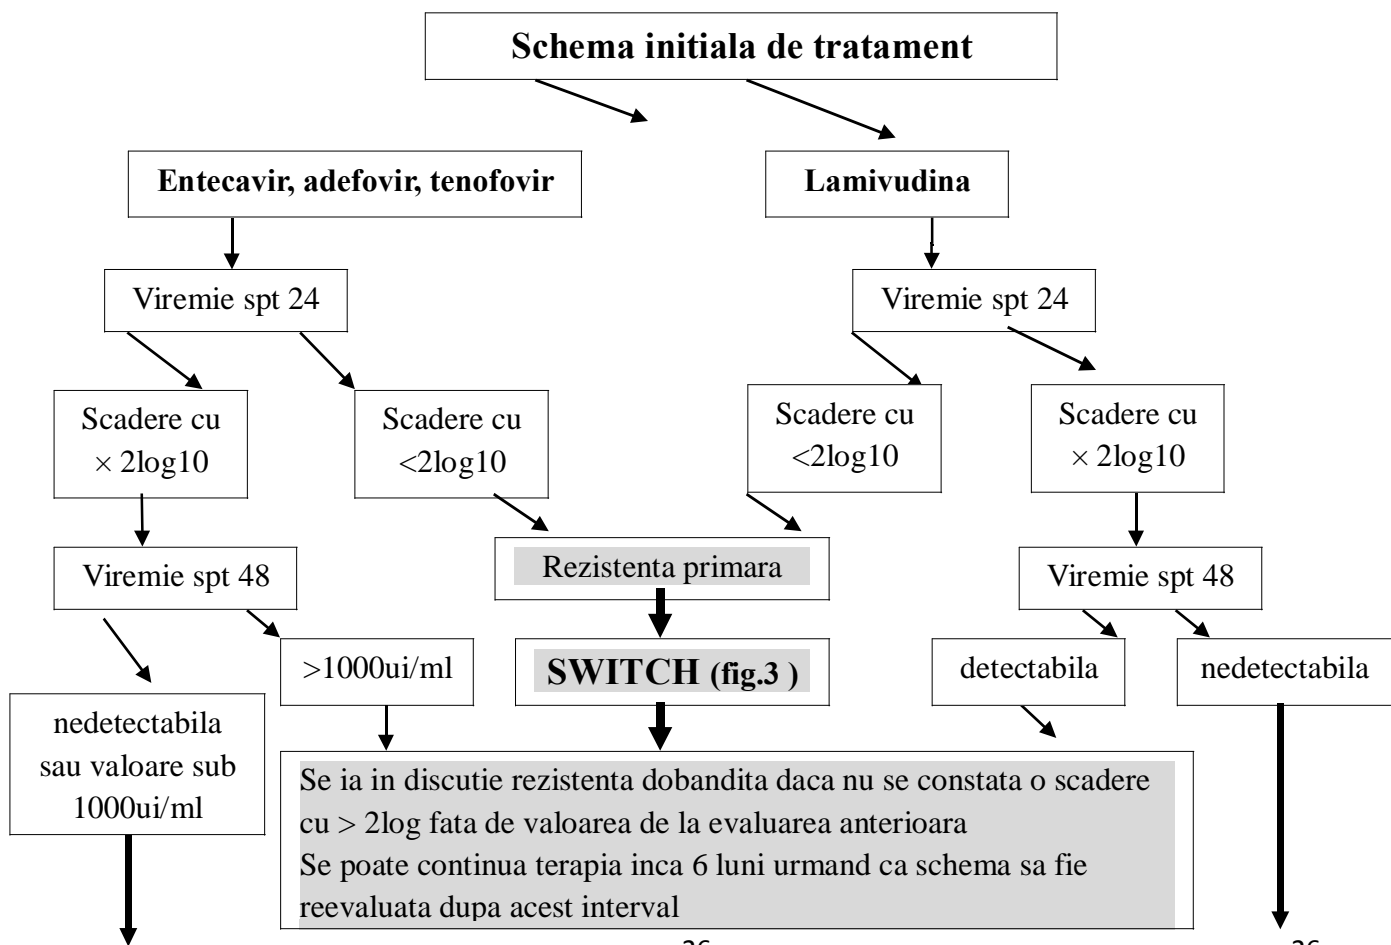 Schema initiala de tratament
Entecavir, adefovir, tenofovir
Lamivudina
Viremie spt 24
Viremie spt 24
Scadere cu
× 2log10
Scadere cu
<2log10
Scadere cu
<2log10
Scadere cu
× 2log10
Viremie spt 48
Rezistenta primara
Viremie spt 48
>1000ui/ml
SWITCH (fig.3 )
detectabila
nedetectabila
nedetectabila
sau valoare sub
1000ui/ml
Se ia in discutie rezistenta dobandita daca nu se constata o scadere
cu > 2log fata de valoarea de la evaluarea anterioara
Se poate continua terapia inca 6 luni urmand ca schema sa fie
reevaluata dupa acest interval